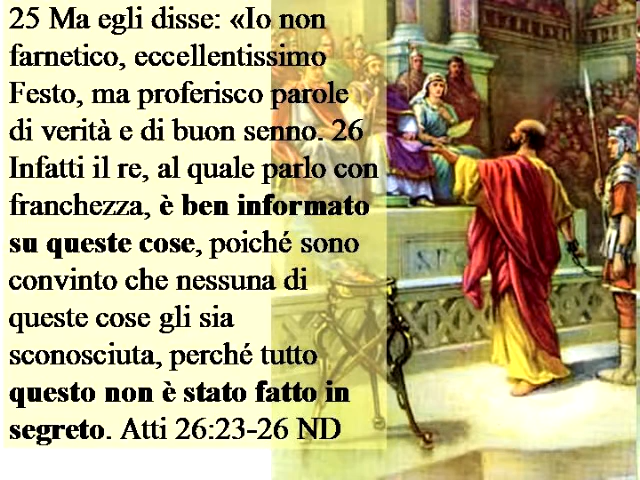 25 Ma egli disse: «Io non
farnetico, eccellentissimo
Festo, ma proferisco parole
di verità e di buon senno. 26
Infatti il re, al quale parlo con
franchezza, è ben informato
su queste cose, poiché sono
convinto che nessuna di
queste cose gli sia
sconosciuta, perché tutto
questo non è stato fatto in
segreto. Atti 26:23-26 ND